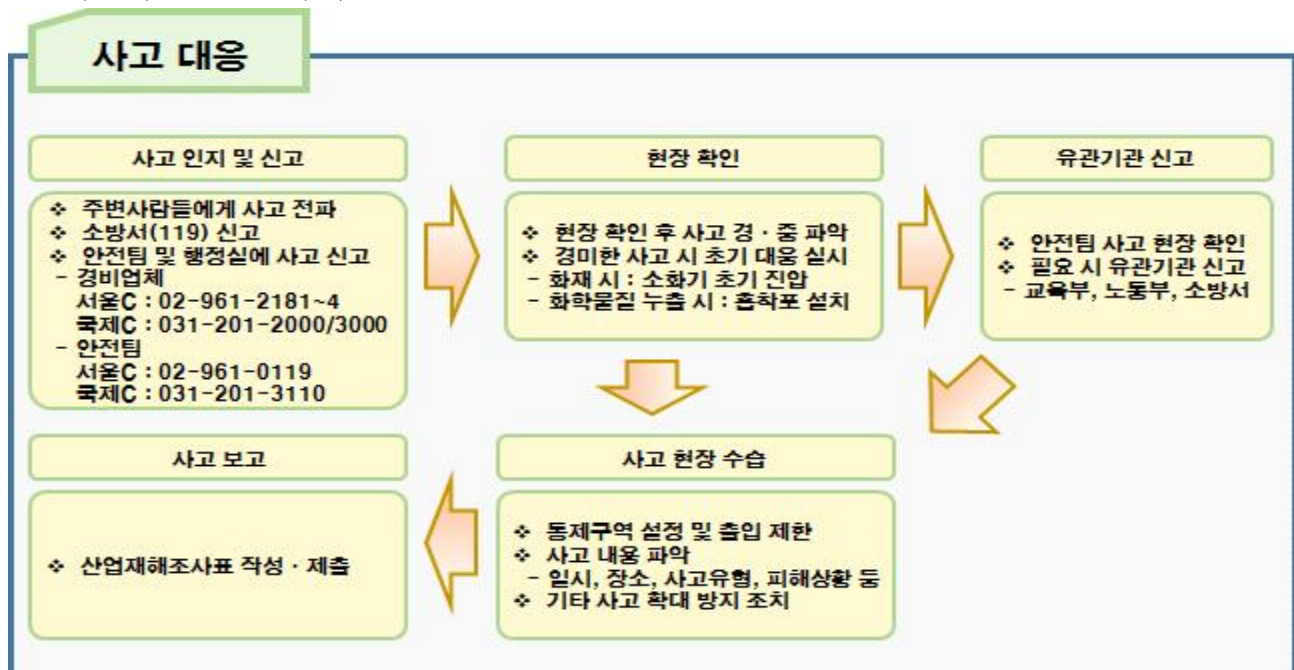 사고 대응
사고 인지 및 신고
❖ 주변사람들에게 사고 전파
❖ 소방서(119) 신고
❖ 안전팀 및 행정실에 사고 신고
- 경비업체
서울C : 02-961-2181~4
국제C : 031-201-2000/3000
- 안전팀
서울C : 02-961-0119
국제C : 031-201-3110
현장 확인
❖ 현장 확인 후 사고 경 · 중 파악
❖ 경미한 사고 시 초기 대응 실시
- 화재 시 : 소화기 초기 진압
- 화학물질 누출 시 : 흡착포 설치
유관기관 신고
❖ 안전팀 사고 현장 확인
❖ 필요 시 유관기관 신고
- 교육부, 노동부, 소방서
사고 현장 수습
❖ 통제구역 설정 및 출입 제한
❖ 사고 내용 파악
- 일시, 장소, 사고유형, 피해상황 등
❖ 기타 사고 확대 방지 조치
사고 보고
❖ 산업재해조사표 작성 · 제출